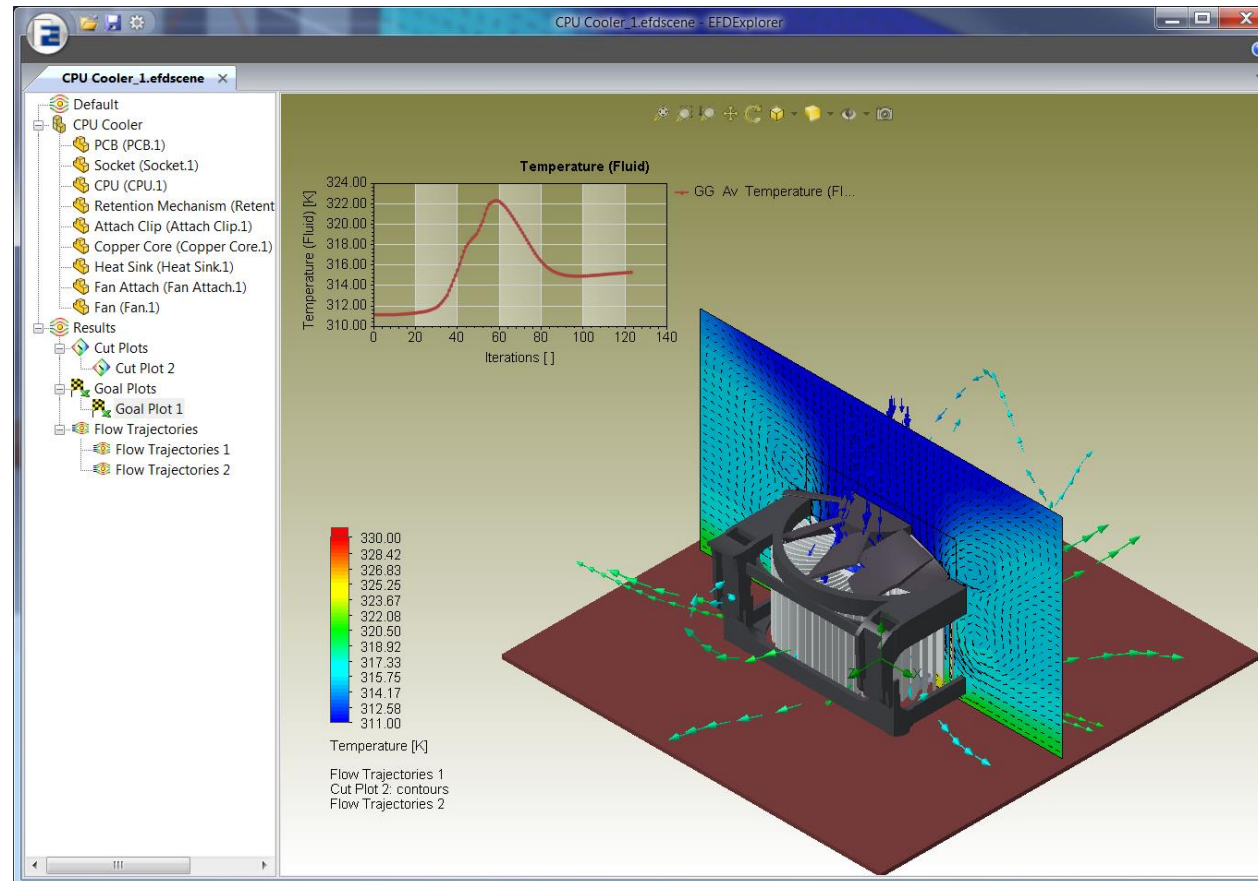 CPU Cooler_1.efdscene - EFDExplorer
CPU Cooler_1.efdscene
Default
CPU Cooler
PCB (PCB.1)
Socket (Socket.1)
CPU (CPU.1)
Retention Mechanism (Retent
Attach Clip (Attach Clip.1)
Copper Core (Copper Core.1)
Heat Sink (Heat Sink.1)
Fan Attach (Fan Attach.1)
Fan (Fan.1)
Results
Cut Plots
Cut Plot 2
Goal Plots
Goal Plot 1
Flow Trajectories
Flow Trajectories 1
Flow Trajectories 2
Temperature (Fluid)
GG Av Temperature (Fl...
Temperature (Fluid) [K]
324.00
322.00
320.00
318.00
316.00
314.00
312.00
310.00
0 20 40 60 80 100 120 140
Iterations [ ]
330.00
328.42
326.83
325.25
323.67
322.08
320.50
318.92
317.33
315.75
314.17
312.58
311.00
Temperature [K]
Flow Trajectories 1
Cut Plot 2: contours
Flow Trajectories 2
X